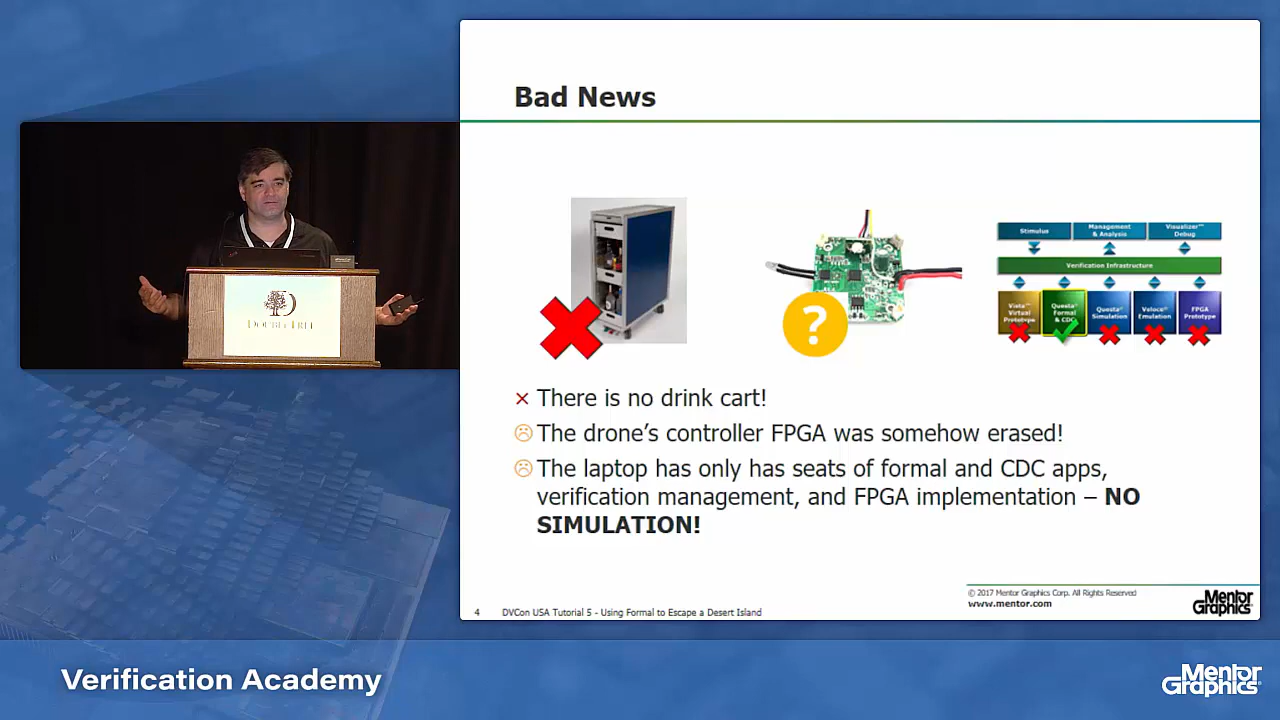 Bad News
DOUBLETREE
?
Stimulus
Management
& Analysis
Visualizer™
Debug
Verification Infrastructure
Vista™
Virtual
Prototype
Questa®
Formal
& CDC
Questa®
Simulation
Veloce®
Emulation
FPGA
Prototype
× There is no drink cart!
☹ The drone's controller FPGA was somehow erased!
☹ The laptop has only has seats of formal and CDC apps,
verification management, and FPGA implementation – NO
SIMULATION!
© 2017 Mentor Graphics Corp. All Rights Reserved
www.mentor.com
Mentor
Graphics®
4 DVCon USA Tutorial 5 - Using Formal to Escape a Desert Island
Verification Academy
Mentor
Graphics®